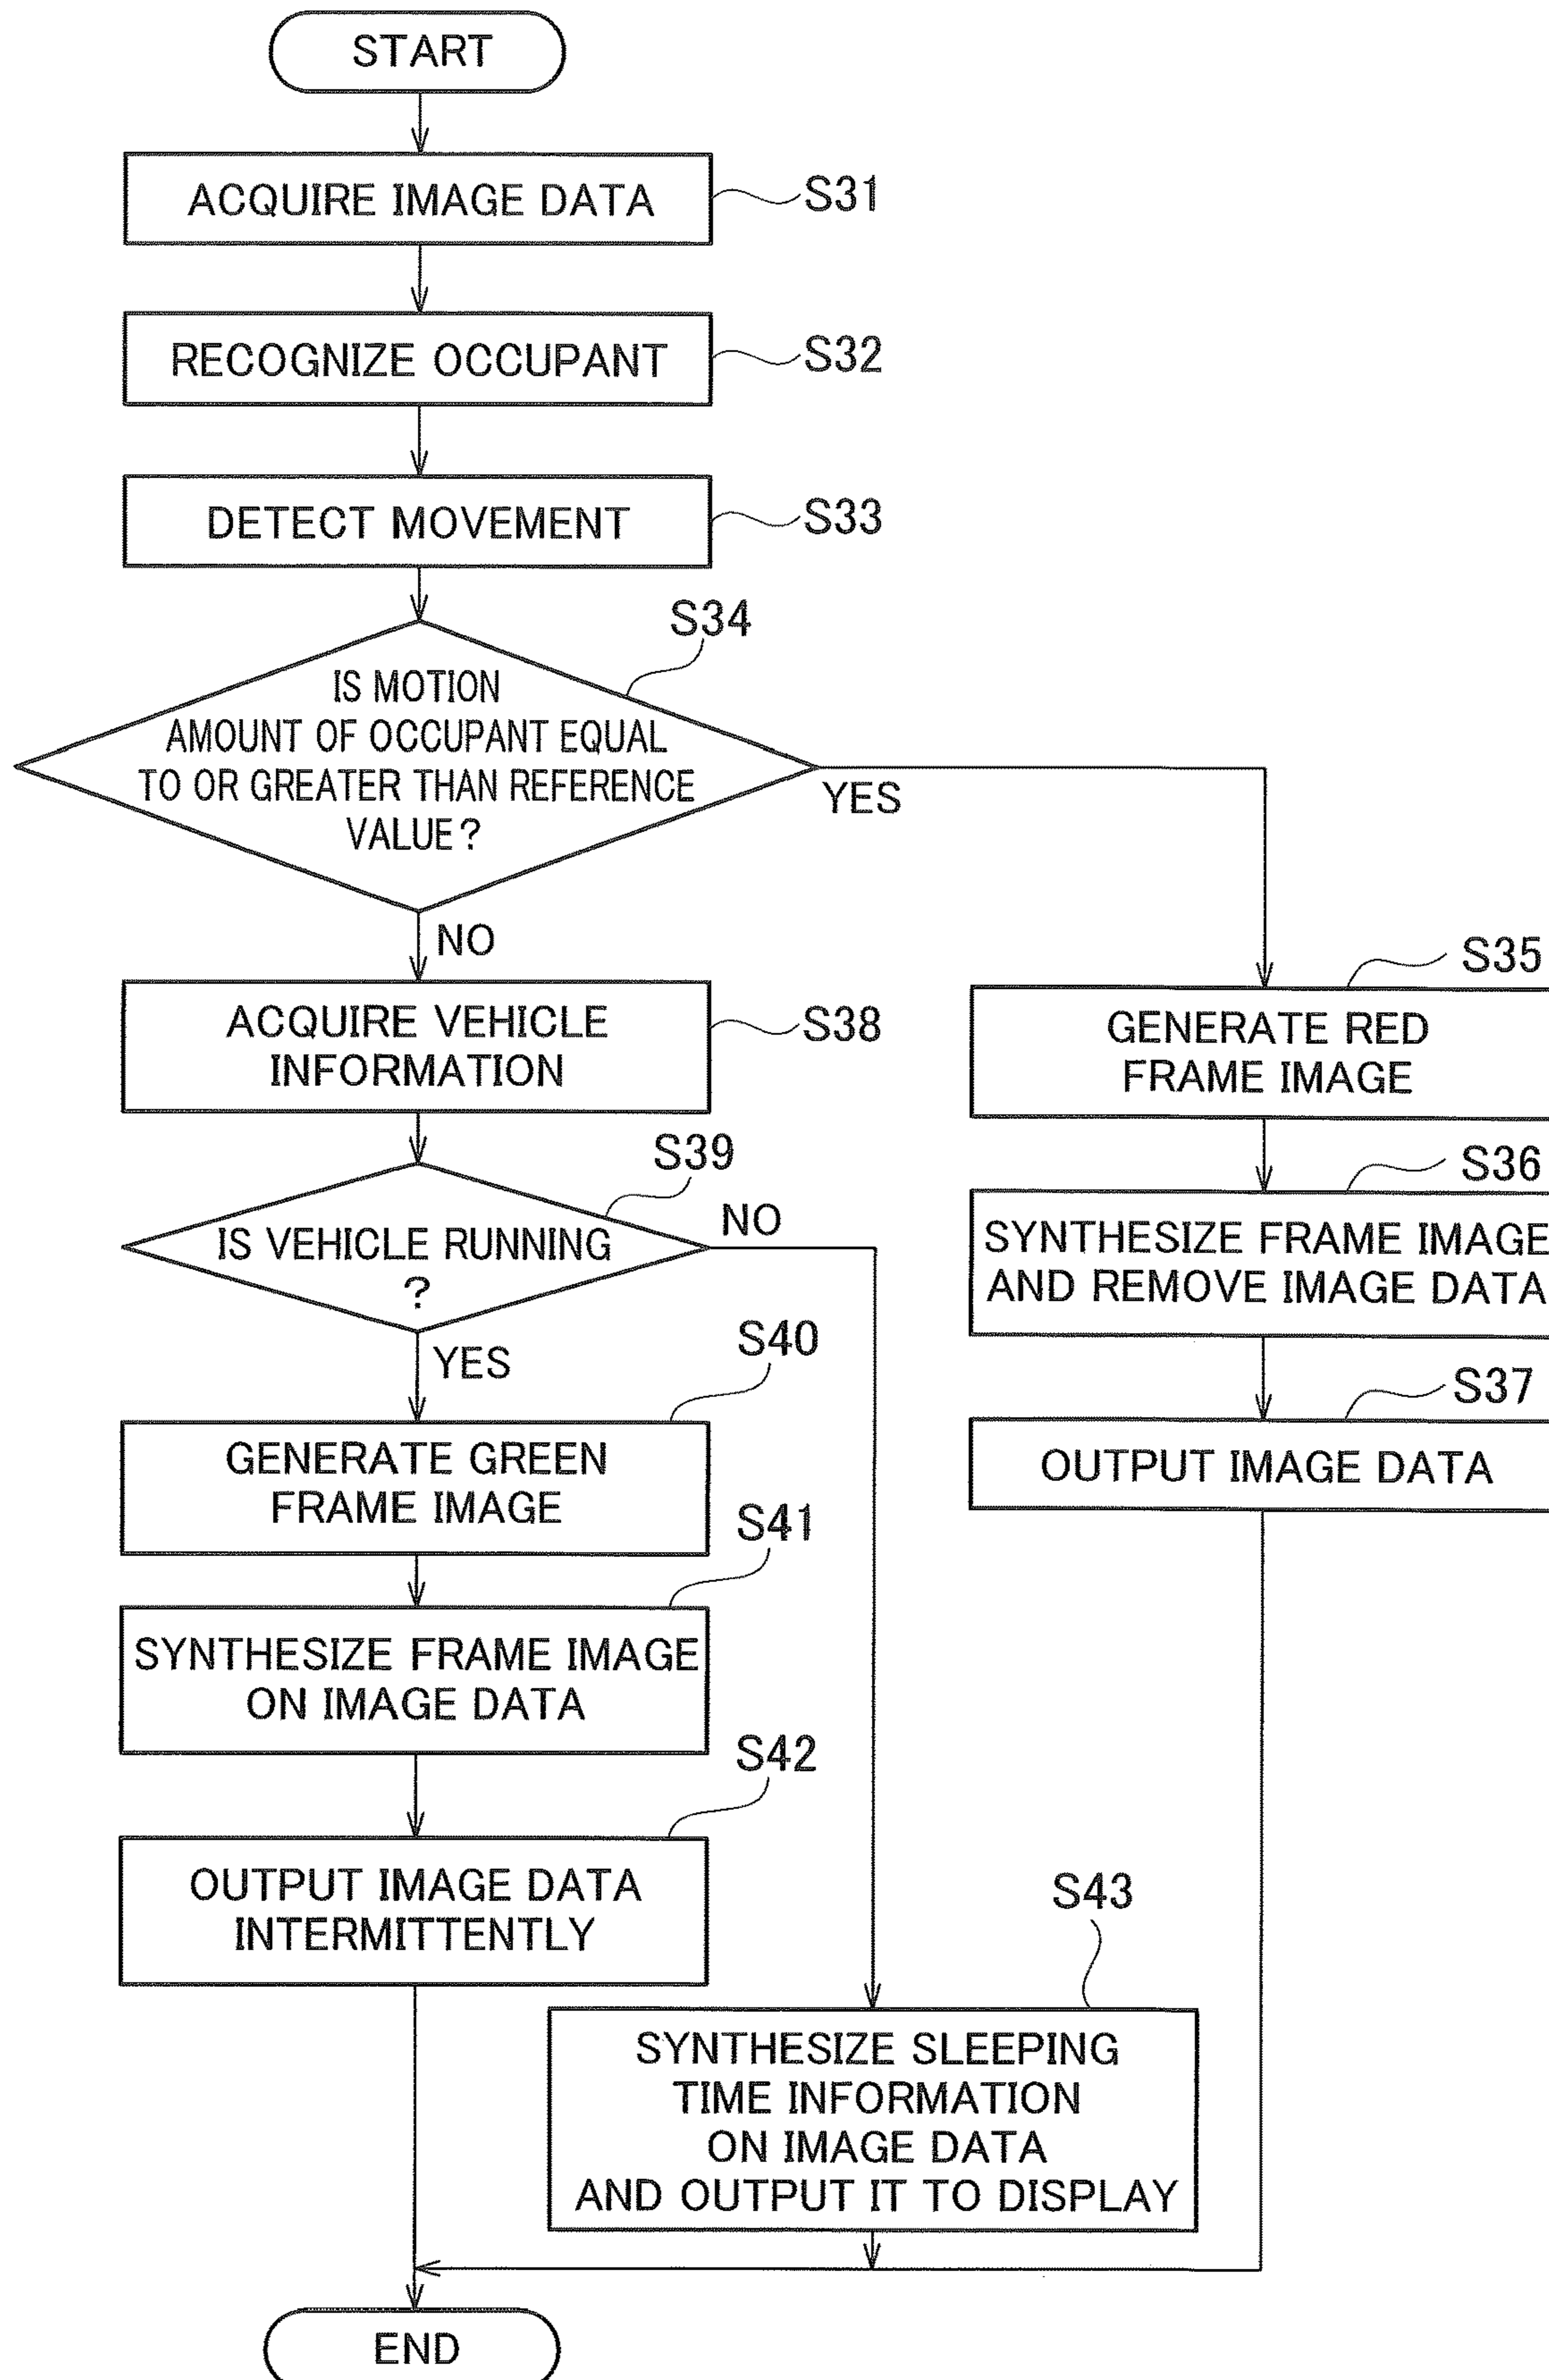 START
ACQUIRE IMAGE DATA
S31
RECOGNIZE OCCUPANT
S32
DETECT MOVEMENT
S33
S34
IS MOTION
AMOUNT OF OCCUPANT EQUAL
TO OR GREATER THAN REFERENCE
VALUE?
YES
NO
S35
GENERATE RED
FRAME IMAGE
S36
SYNTHESIZE FRAME IMAGE
AND REMOVE IMAGE DATA
S37
OUTPUT IMAGE DATA
ACQUIRE VEHICLE
INFORMATION
S38
S39
IS VEHICLE RUNNING
?
NO
YES
S40
GENERATE GREEN
FRAME IMAGE
S41
SYNTHESIZE FRAME IMAGE
ON IMAGE DATA
S42
OUTPUT IMAGE DATA
INTERMITTENTLY
S43
SYNTHESIZE SLEEPING
TIME INFORMATION
ON IMAGE DATA
AND OUTPUT IT TO DISPLAY
END